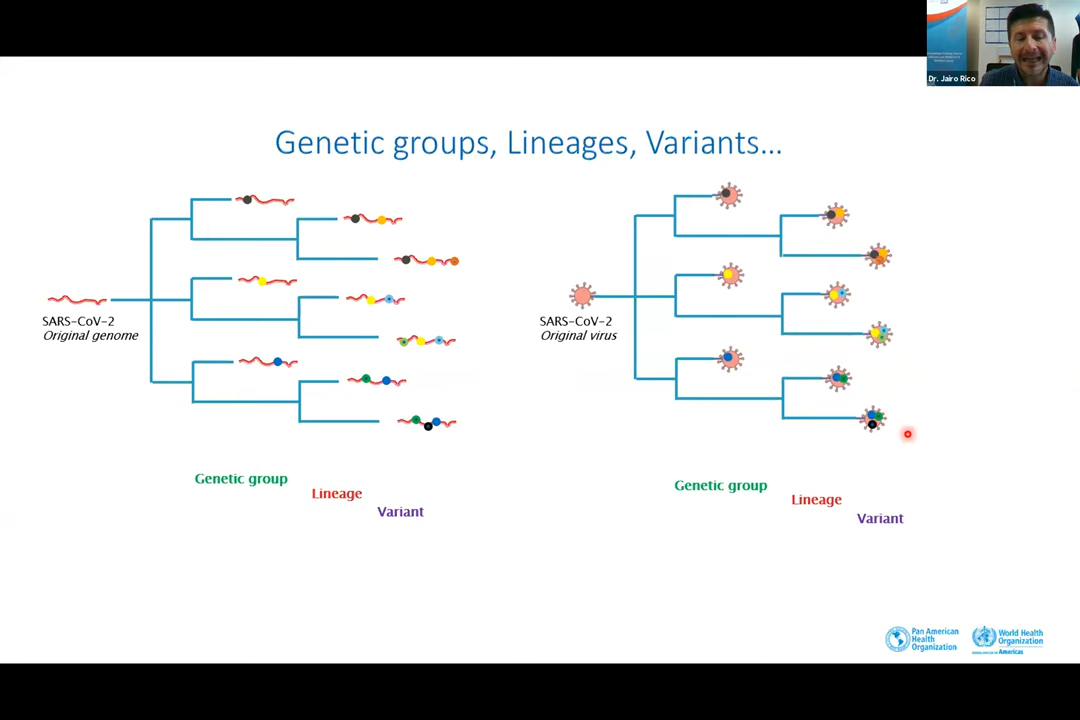 Dr. Jairo Rico
Genetic groups, Lineages, Variants...
SARS-CoV-2
Original genome
Genetic group
Lineage
Variant
SARS-CoV-2
Original virus
Genetic group
Lineage
Variant
Pan American
Health
Organization
World Health
Organization
Americas